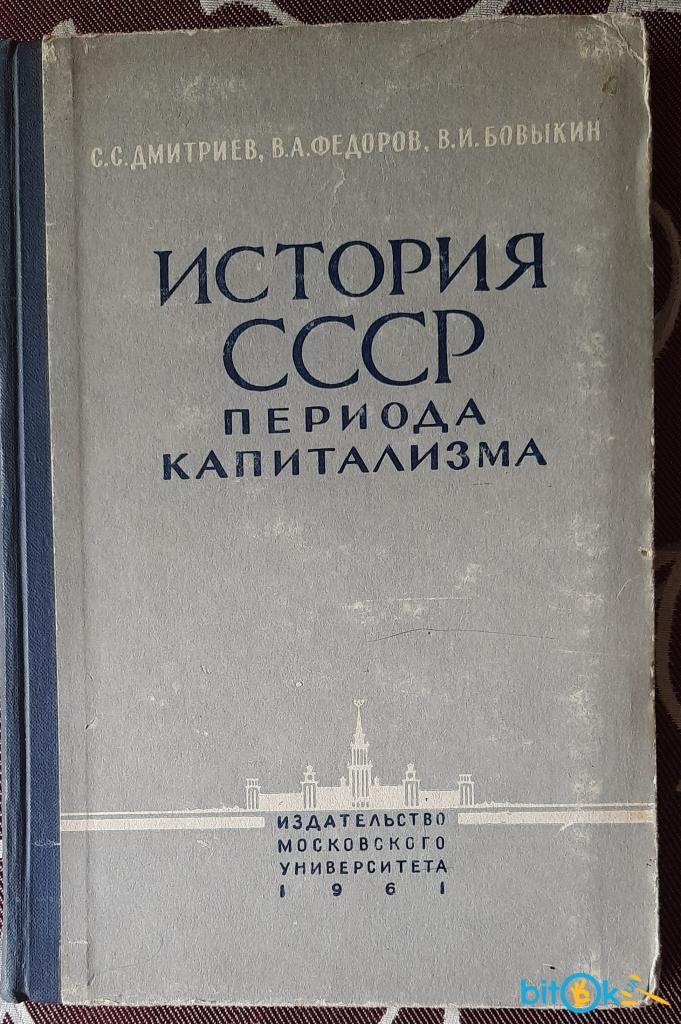 С.С.ДМИТРИЕВ, В.А.ФЕДОРОВ, В.И.БОВЫКИН
ИСТОРИЯ
СССР
ПЕРИОДА
КАПИТАЛИЗМА
ИЗДАТЕЛЬСТВО
МОСКОВСКОГО
УНИВЕРСИТЕТА
1961
bitOk